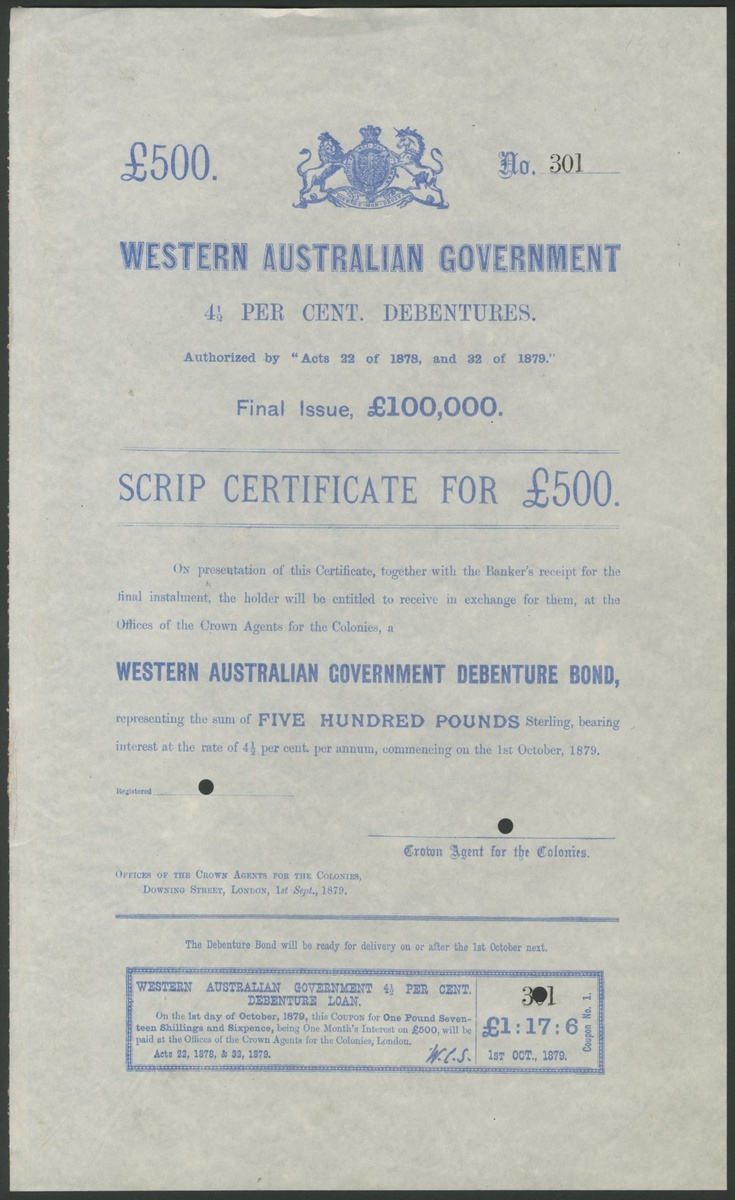 £500.
No. 301
WESTERN AUSTRALIAN GOVERNMENT
4½ PER CENT. DEBENTURES.
Authorized by "Acts 22 of 1878, and 32 of 1879."
Final Issue, £100,000.
SCRIP CERTIFICATE FOR £500.
ON presentation of this Certificate, together with the Banker's receipt for the
final instalment, the holder will be entitled to receive in exchange for them, at the
Offices of the Crown Agents for the Colonies, a
WESTERN AUSTRALIAN GOVERNMENT DEBENTURE BOND,
representing the sum of FIVE HUNDRED POUNDS Sterling, bearing
interest at the rate of 4½ per cent. per annum, commencing on the 1st October, 1879.
Registered
Crown Agent for the Colonies.
OFFICES OF THE CROWN AGENTS FOR THE COLONIES,
DOWNING STREET, LONDON, 1st Sept., 1879.
The Debenture Bond will be ready for delivery on or after the 1st October next.
WESTERN AUSTRALIAN GOVERNMENT 4½ PER CENT.
DEBENTURE LOAN.
On the 1st day of October, 1879, this COUPON for One Pound Seven-
teen Shillings and Sixpence, being One Month's Interest on £500, will be
paid at the Offices of the Crown Agents for the Colonies, London.
Acts 22, 1878, & 32, 1879.
W.C.S.
301
£1:17:6
1ST OCT., 1879.
Coupon No. 1.